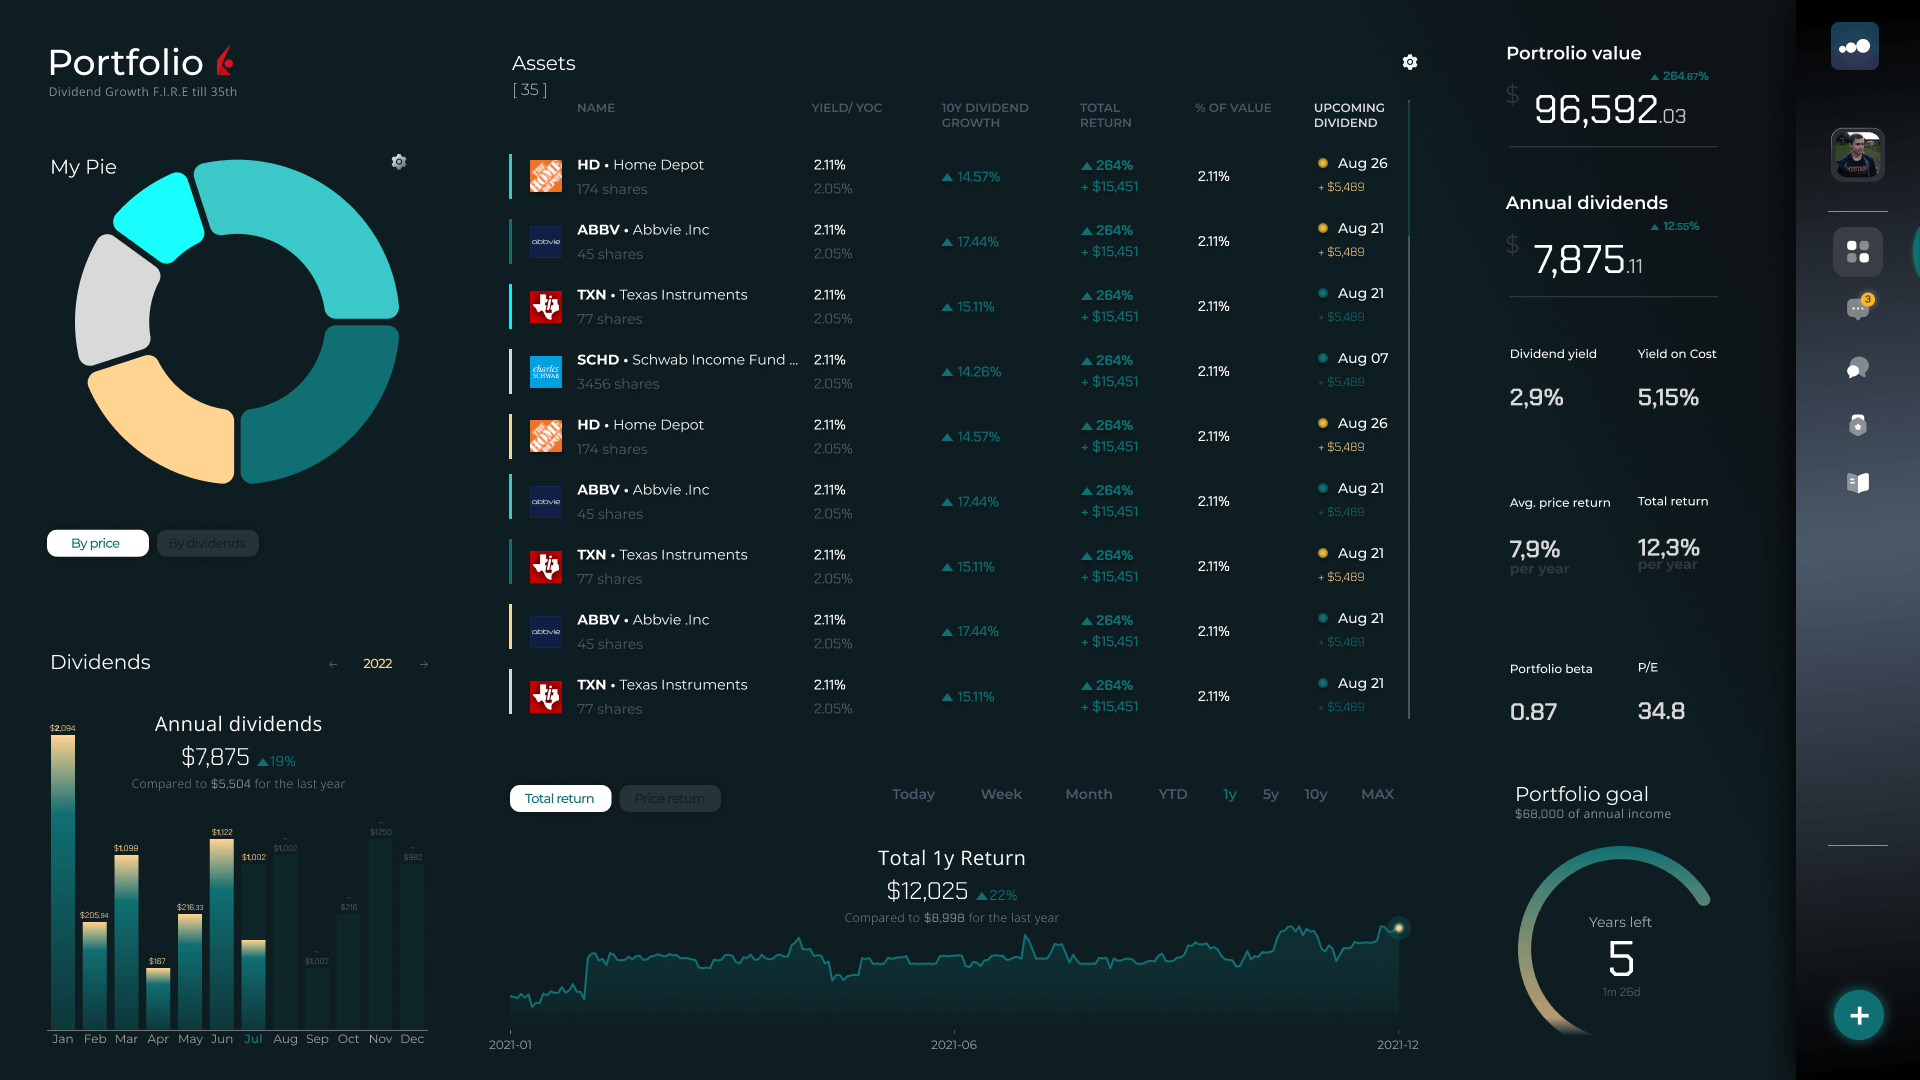 Portfolio
Dividend Growth F.I.R.E till 35th
My Pie
By price
By dividends
Dividends
← 2022 →
Annual dividends
$7,875 ▲19%
Compared to $5,504 for the last year
$2,094
$205.94
$1,099
$167
$216.33
$1,122
$1,002
~
$1,002
~
$1,002
~
$216
~
$1250
~
$992
Jan Feb Mar Apr May Jun Jul Aug Sep Oct Nov Dec
Assets
[ 35 ]
NAME
YIELD/ YOC
10Y DIVIDEND
GROWTH
TOTAL
RETURN
% OF VALUE
UPCOMING
DIVIDEND
THE HOME DEPOT
HD • Home Depot
174 shares
2.11%
2.05%
▲ 14.57%
▲ 264%
+ $15,451
2.11%
Aug 26
+ $5,489
abbvie
ABBV • Abbvie .Inc
45 shares
2.11%
2.05%
▲ 17.44%
▲ 264%
+ $15,451
2.11%
Aug 21
+ $5,489
TXN • Texas Instruments
77 shares
2.11%
2.05%
▲ 15.11%
▲ 264%
+ $15,451
2.11%
Aug 21
+ $5,489
charles
SCHWAB
SCHD • Schwab Income Fund ...
3456 shares
2.11%
2.05%
▲ 14.26%
▲ 264%
+ $15,451
2.11%
Aug 07
+ $5,489
THE HOME DEPOT
HD • Home Depot
174 shares
2.11%
2.05%
▲ 14.57%
▲ 264%
+ $15,451
2.11%
Aug 26
+ $5,489
abbvie
ABBV • Abbvie .Inc
45 shares
2.11%
2.05%
▲ 17.44%
▲ 264%
+ $15,451
2.11%
Aug 21
+ $5,489
TXN • Texas Instruments
77 shares
2.11%
2.05%
▲ 15.11%
▲ 264%
+ $15,451
2.11%
Aug 21
+ $5,489
abbvie
ABBV • Abbvie .Inc
45 shares
2.11%
2.05%
▲ 17.44%
▲ 264%
+ $15,451
2.11%
Aug 21
+ $5,489
TXN • Texas Instruments
77 shares
2.11%
2.05%
▲ 15.11%
▲ 264%
+ $15,451
2.11%
Aug 21
+ $5,489
Total return
Price return
Today Week Month YTD 1y 5y 10y MAX
Total 1y Return
$12,025 ▲22%
Compared to $8,998 for the last year
2021-01
2021-06
2021-12
Portrolio value
▲ 264.67%
$ 96,592.03
Annual dividends
▲ 12.55%
$ 7,875.11
Dividend yield
2,9%
Yield on Cost
5,15%
Avg. price return
7,9%
per year
Total return
12,3%
per year
Portfolio beta
0.87
P/E
34.8
Portfolio goal
$68,000 of annual income
Years left
5
1m 26d
3